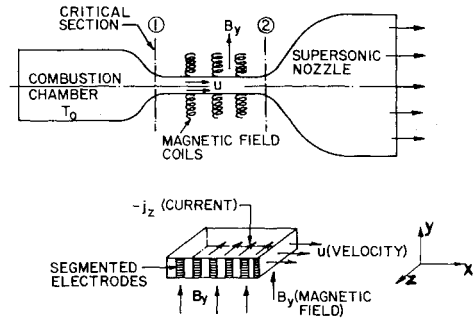 CRITICAL
SECTION
①
②
By
SUPERSONIC
NOZZLE
COMBUSTION
CHAMBER
To
u
MAGNETIC FIELD
COILS
-jz (CURRENT)
SEGMENTED
ELECTRODES
u(VELOCITY)
By
By(MAGNETIC
FIELD)
y
x
z